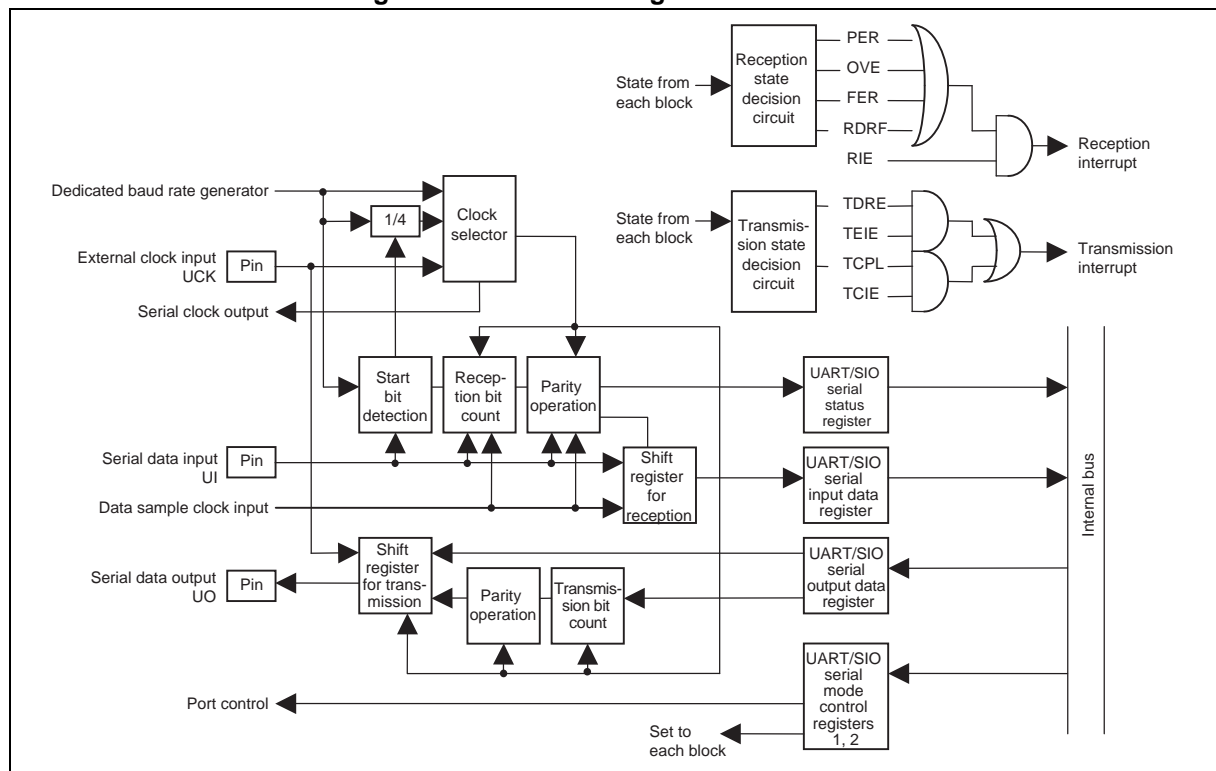 PER
Reception
state
decision
circuit
OVE
State from
each block
FER
RDRF
RIE
Reception
interrupt
Dedicated baud rate generator
Clock
selector
1/4
State from
each block
Transmis-
sion state
decision
circuit
TDRE
TEIE
TCPL
TCIE
Transmission
interrupt
External clock input
UCK
Pin
Serial clock output
Start
bit
detection
Recep-
tion bit
count
Parity
operation
UART/SIO
serial
status
register
Serial data input
UI
Pin
Shift
register
for
reception
UART/SIO
serial
input data
register
Internal bus
Data sample clock input
Shift
register
for trans-
mission
UART/SIO
serial
output data
register
Serial data output
UO
Pin
Parity
operation
Transmis-
sion bit
count
UART/SIO
serial
mode
control
registers
1, 2
Port control
Set to
each block